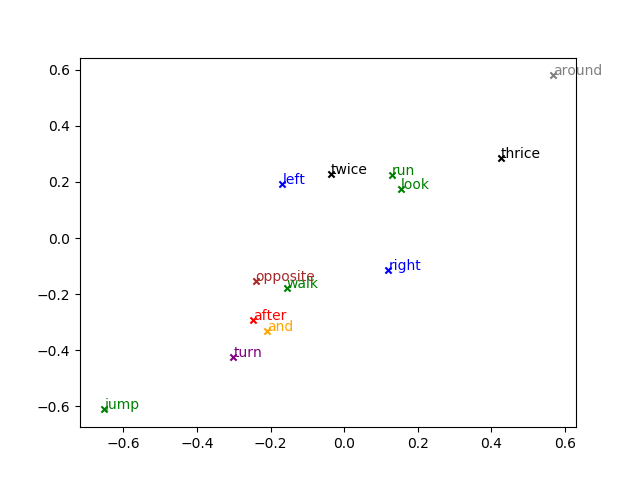 0.6
0.4
0.2
0.0
−0.2
−0.4
−0.6
around
thrice
twice
run
left
look
right
opposite
walk
after
and
turn
jump
−0.6
−0.4
−0.2
0.0
0.2
0.4
0.6